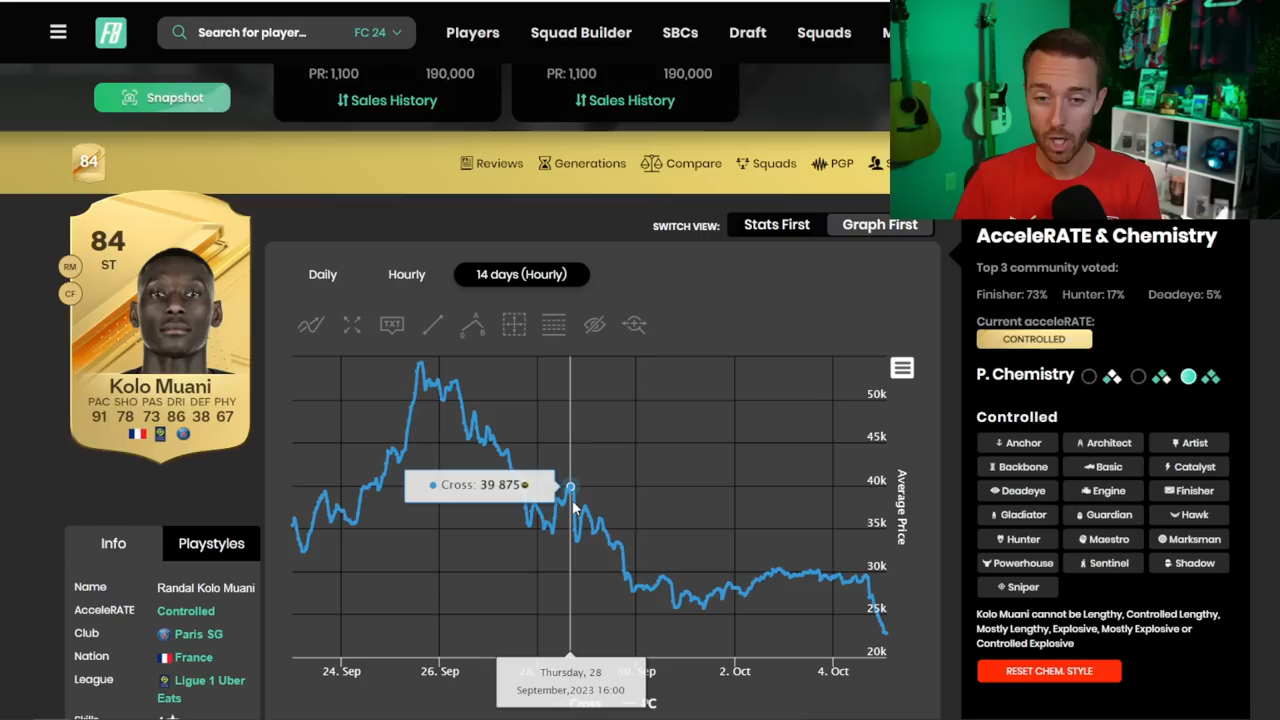 FB
Search for player...
FC 24
Players
Squad Builder
SBCs
Draft
Squads
Snapshot
PR: 1,100
190,000
Sales History
PR: 1,100
190,000
Sales History
84
Reviews
Generations
Compare
Squads
PGP
SWITCH VIEW:
Stats First
Graph First
84
ST
RM
CF
Kolo Muani
PAC SHO PAS DRI DEF PHY
91 78 73 86 38 67
Daily
Hourly
14 days (Hourly)
TXT
50k
45k
40k
35k
30k
25k
20k
Average Price
Cross: 39 875
24. Sep
26. Sep
28.
30. Sep
2. Oct
4. Oct
Thursday, 28
September,2023 16:00
Cross
PC
Info
Playstyles
Name
Randal Kolo Muani
AcceleRATE
Controlled
Club
Paris SG
Nation
France
League
Ligue 1 Uber
Eats
Skills
AcceleRATE & Chemistry
Top 3 community voted:
Finisher: 73%
Hunter: 17%
Deadeye: 5%
Current acceleRATE:
CONTROLLED
P. Chemistry
Controlled
Anchor
Architect
Artist
Backbone
Basic
Catalyst
Deadeye
Engine
Finisher
Gladiator
Guardian
Hawk
Hunter
Maestro
Marksman
Powerhouse
Sentinel
Shadow
Sniper
Kolo Muani cannot be Lengthy, Controlled Lengthy,
Mostly Lengthy, Explosive, Mostly Explosive or
Controlled Explosive
RESET CHEM. STYLE